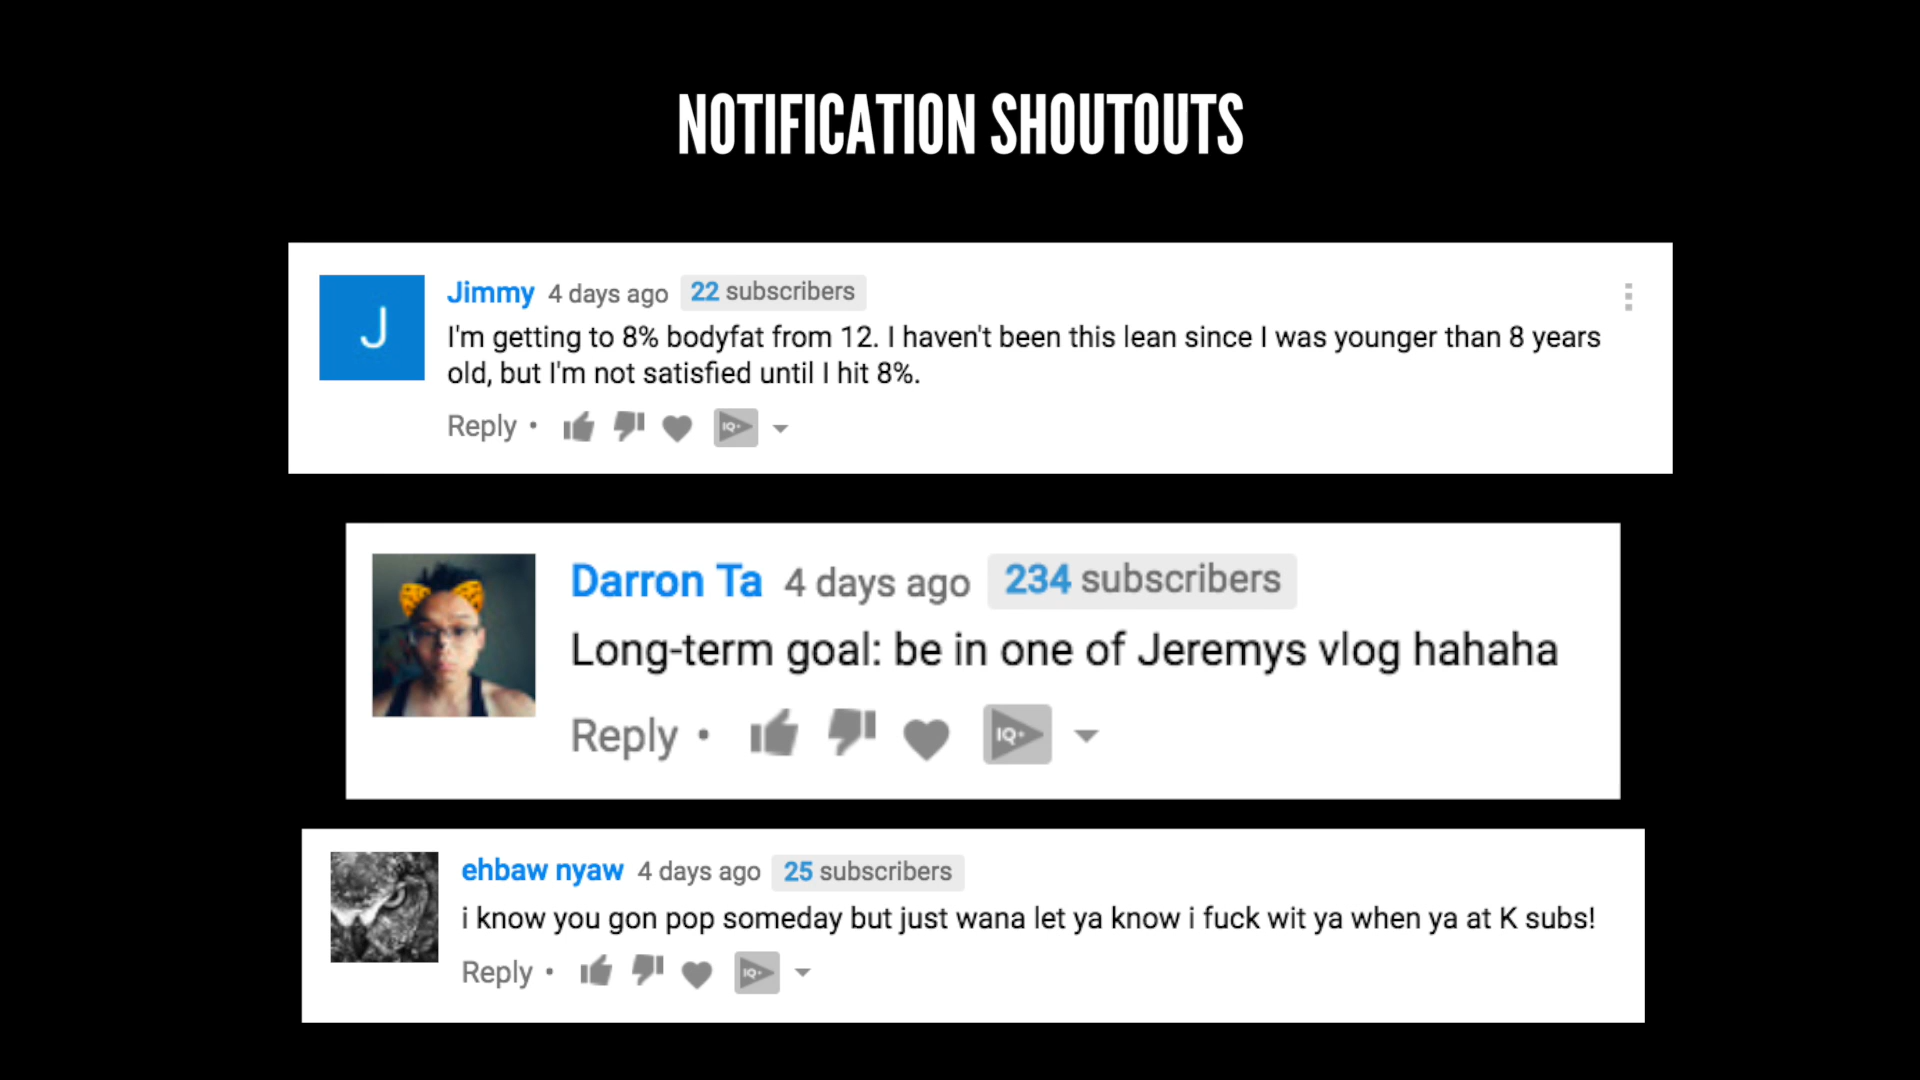 NOTIFICATION SHOUTOUTS
J
Jimmy 4 days ago 22 subscribers
I'm getting to 8% bodyfat from 12. I haven't been this lean since I was younger than 8 years
old, but I'm not satisfied until I hit 8%.
Reply • IQ+
Darron Ta 4 days ago 234 subscribers
Long-term goal: be in one of Jeremys vlog hahaha
Reply • IQ+
ehbaw nyaw 4 days ago 25 subscribers
i know you gon pop someday but just wana let ya know i fuck wit ya when ya at K subs!
Reply • IQ+